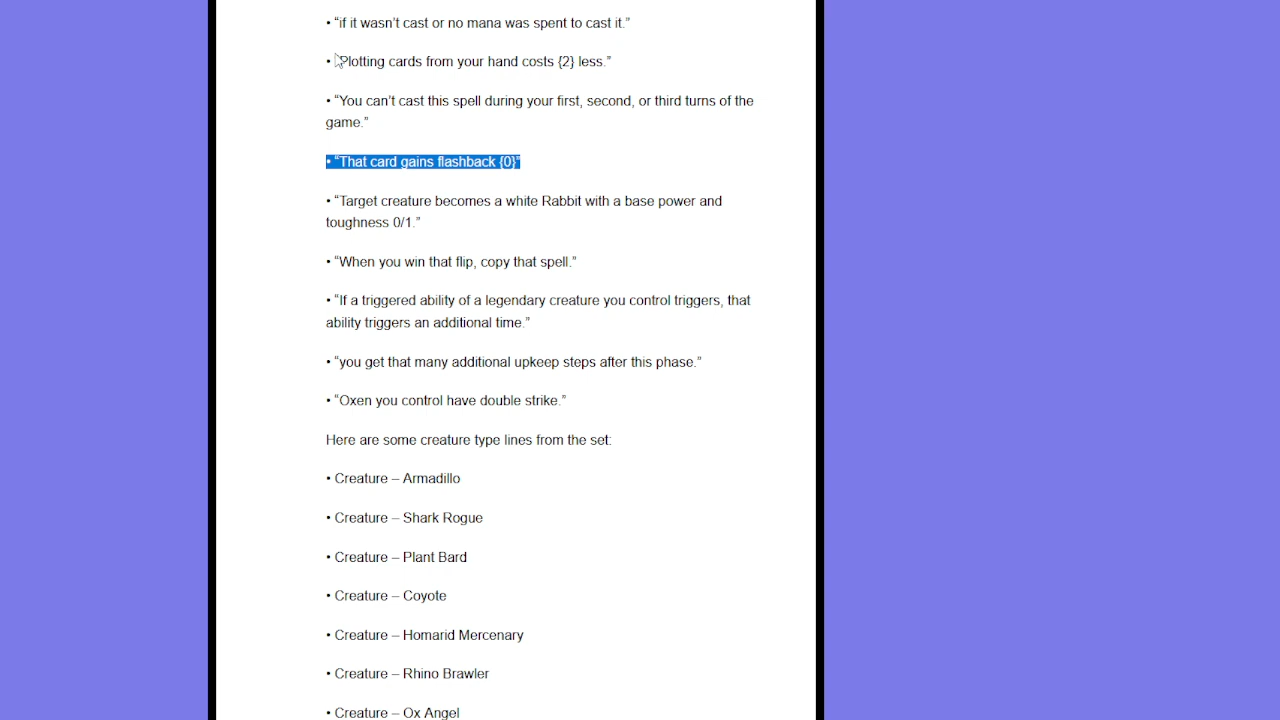 • “if it wasn’t cast or no mana was spent to cast it.”
• “Plotting cards from your hand costs {2} less.”
• “You can’t cast this spell during your first, second, or third turns of the
game.”
• “That card gains flashback {0}”
• “Target creature becomes a white Rabbit with a base power and
toughness 0/1.”
• “When you win that flip, copy that spell.”
• “If a triggered ability of a legendary creature you control triggers, that
ability triggers an additional time.”
• “you get that many additional upkeep steps after this phase.”
• “Oxen you control have double strike.”
Here are some creature type lines from the set:
• Creature – Armadillo
• Creature – Shark Rogue
• Creature – Plant Bard
• Creature – Coyote
• Creature – Homarid Mercenary
• Creature – Rhino Brawler
• Creature – Ox Angel